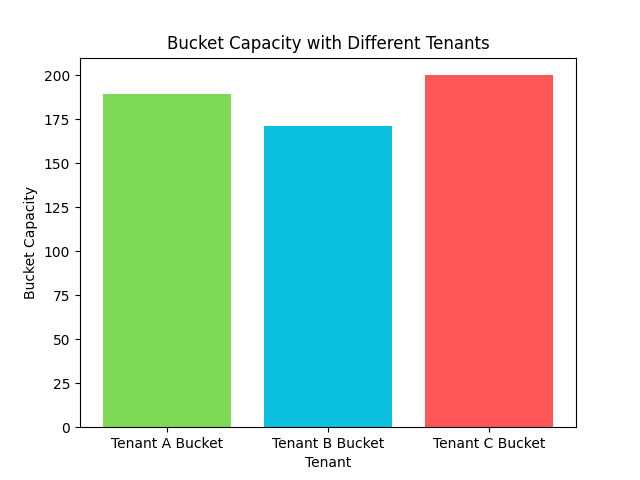 Bucket Capacity with Different Tenants
Bucket Capacity
200
175
150
125
100
75
50
25
0
Tenant A Bucket
Tenant B Bucket
Tenant C Bucket
Tenant